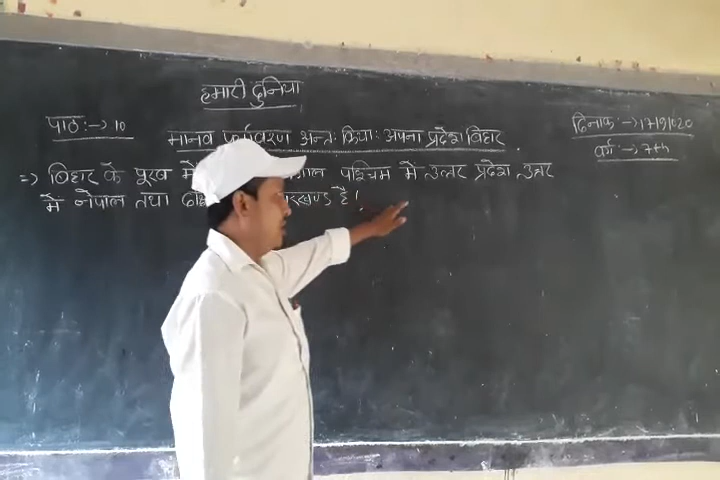 हमारी दुनिया
पाठ:-> 10
मानव पर्यावरण अन्त: क्रिया: अपना प्रदेश बिहार
दिनांक -> 17/9/2020
वर्ग:-> 7th
=> बिहार के पूरब में पश्चिम में उत्तर प्रदेश उत्तर
में नेपाल तथा है।